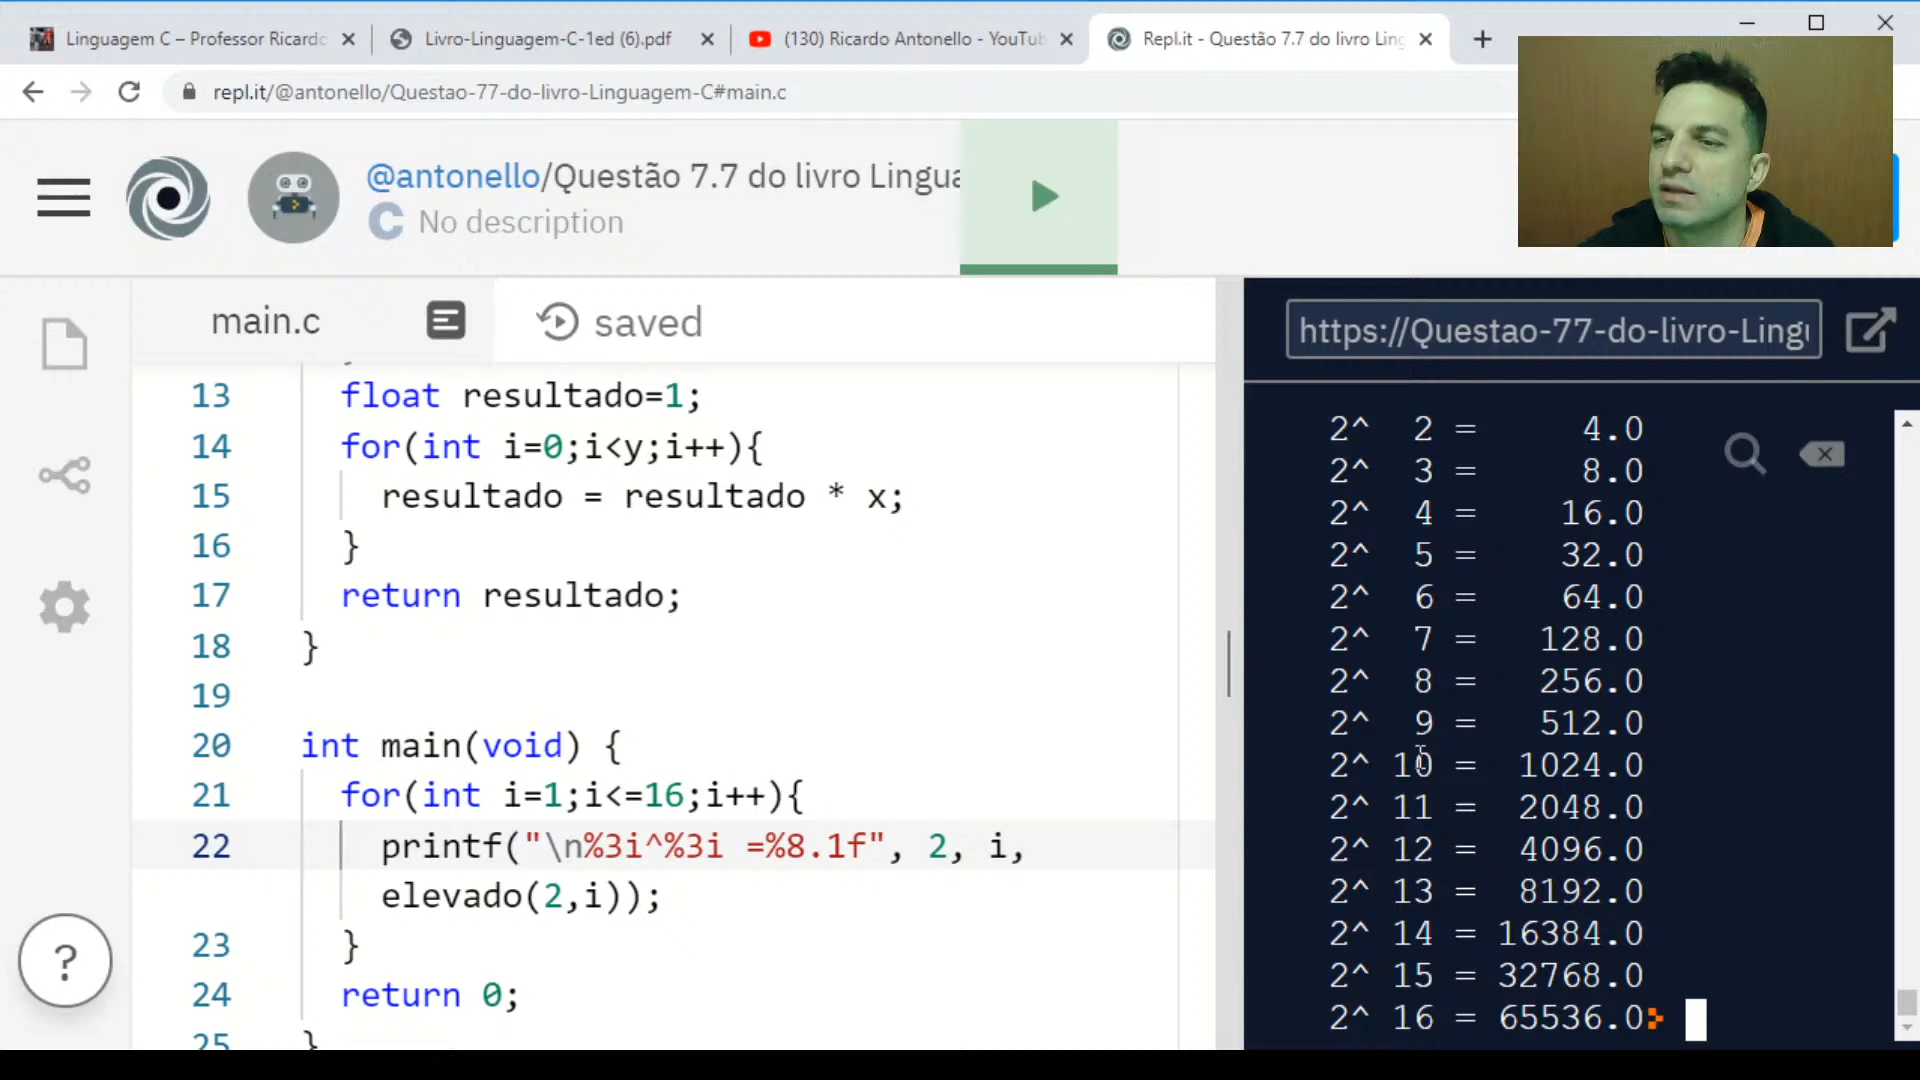 Linguagem C – Professor Ricardo
Livro-Linguagem-C-1ed (6).pdf
(130) Ricardo Antonello - YouTub
Repl.it - Questão 7.7 do livro Ling
repl.it/@antonello/Questao-77-do-livro-Linguagem-C#main.c
@antonello/Questão 7.7 do livro Lingua
C No description
main.c
saved
https://Questao-77-do-livro-Lingu
13 float resultado=1;
14 for(int i=0;i<y;i++){
15 resultado = resultado * x;
16 }
17 return resultado;
18 }
19
20 int main(void) {
21 for(int i=1;i<=16;i++){
22 printf("\n%3i^%3i =%8.1f", 2, i,
elevado(2,i));
23 }
24 return 0;
25 }
2^ 2 = 4.0
2^ 3 = 8.0
2^ 4 = 16.0
2^ 5 = 32.0
2^ 6 = 64.0
2^ 7 = 128.0
2^ 8 = 256.0
2^ 9 = 512.0
2^ 10 = 1024.0
2^ 11 = 2048.0
2^ 12 = 4096.0
2^ 13 = 8192.0
2^ 14 = 16384.0
2^ 15 = 32768.0
2^ 16 = 65536.0
?